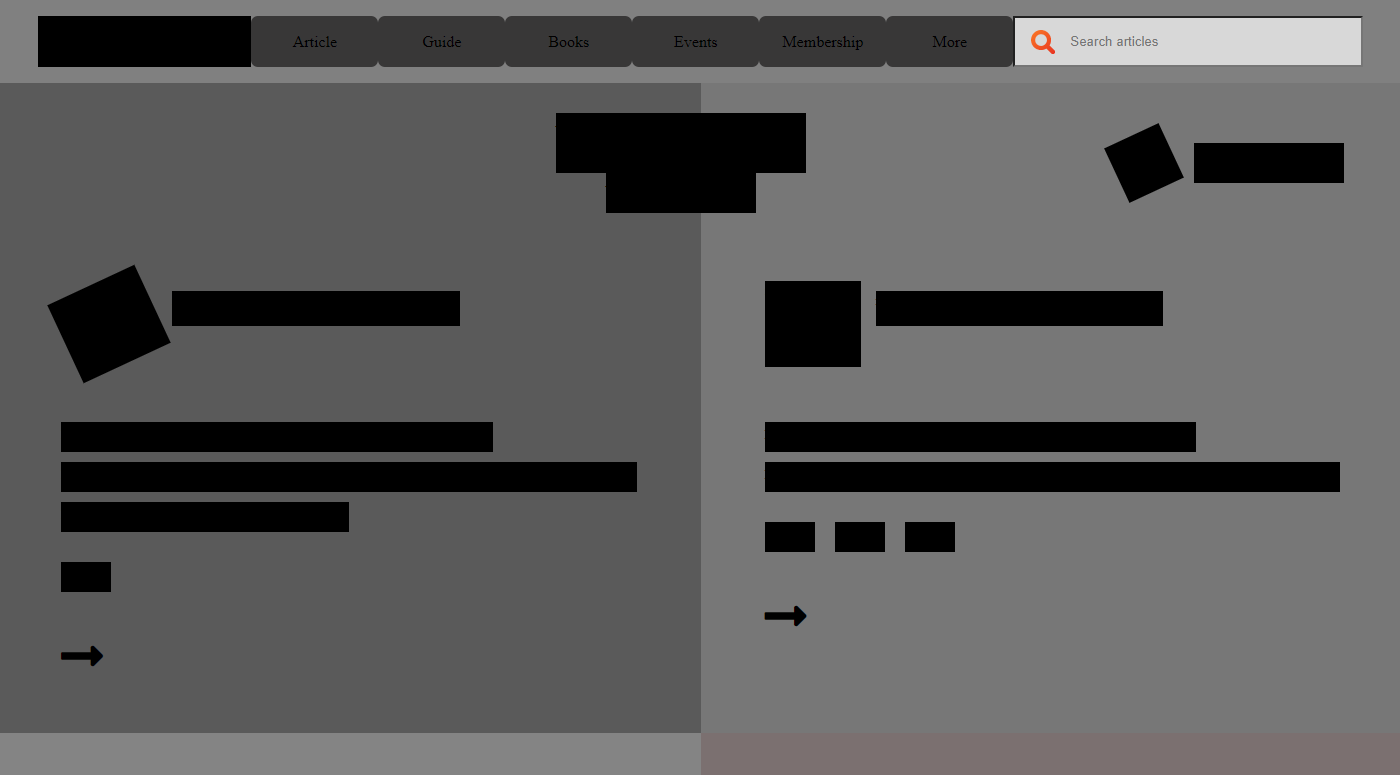 Article
Guide
Books
Events
Membership
More
Search articles